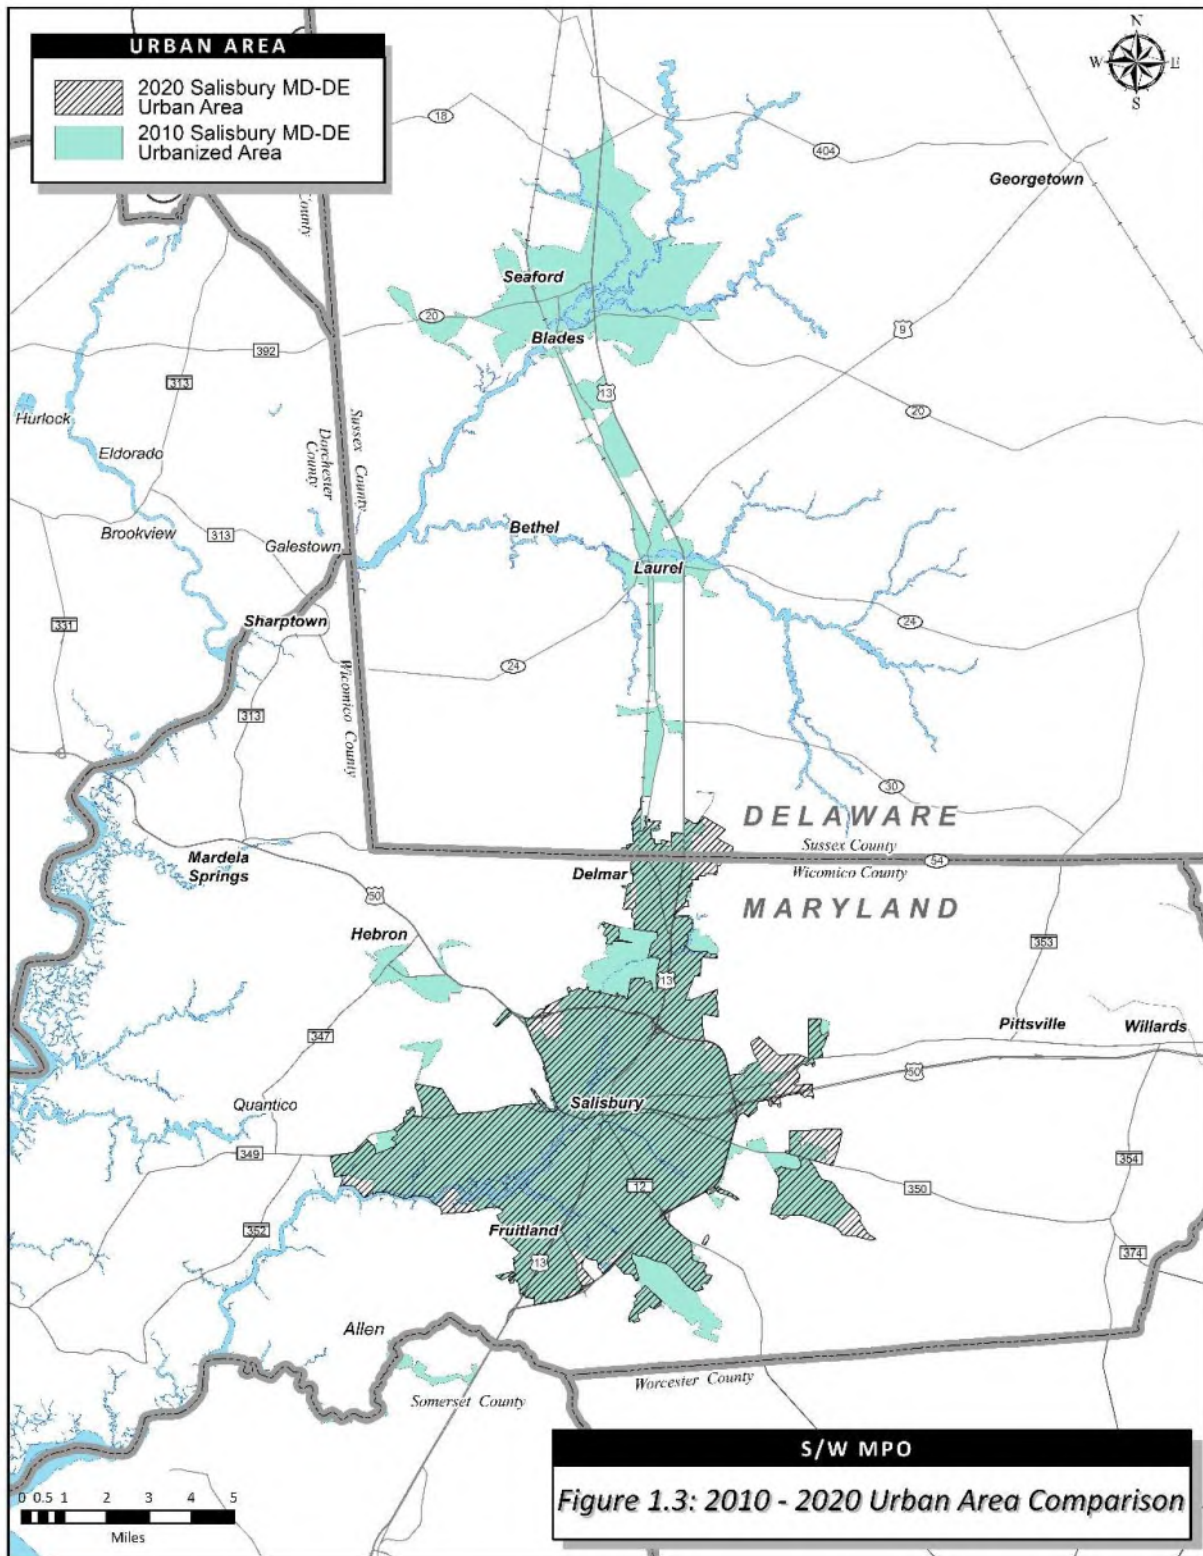 URBAN AREA
2020 Salisbury MD-DE
Urban Area
2010 Salisbury MD-DE
Urbanized Area
N
W
E
S
18
404
Georgetown
County
Seaford
20
Blades
9
392
313
13
Hurlock
20
Sussex County
Dorchester
County
Eldorado
Brookview
313
Bethel
Galestown
Laurel
331
Sharptown
24
24
Wicomico County
313
30
DELAWARE
Sussex County
54
Mardela
Springs
Delmar
Wicomico County
MARYLAND
50
Hebron
353
13
347
Pittsville
Willards
50
Quantico
Salisbury
349
354
12
350
352
Fruitland
13
374
Allen
Worcester County
Somerset County
S/W MPO
Figure 1.3: 2010 - 2020 Urban Area Comparison
0 0.5 1 2 3 4 5
Miles